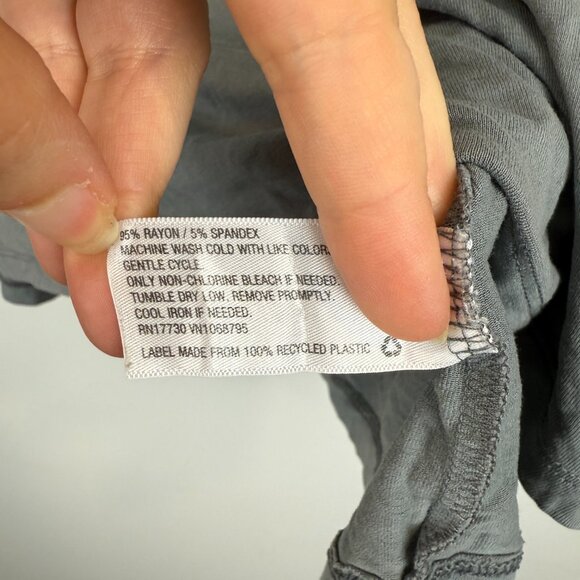 95% RAYON / 5% SPANDEX
MACHINE WASH COLD WITH LIKE COLOR
GENTLE CYCLE.
ONLY NON-CHLORINE BLEACH IF NEEDED.
TUMBLE DRY LOW. REMOVE PROMPTLY.
COOL IRON IF NEEDED.
RN17730 VN1068795
LABEL MADE FROM 100% RECYCLED PLASTIC